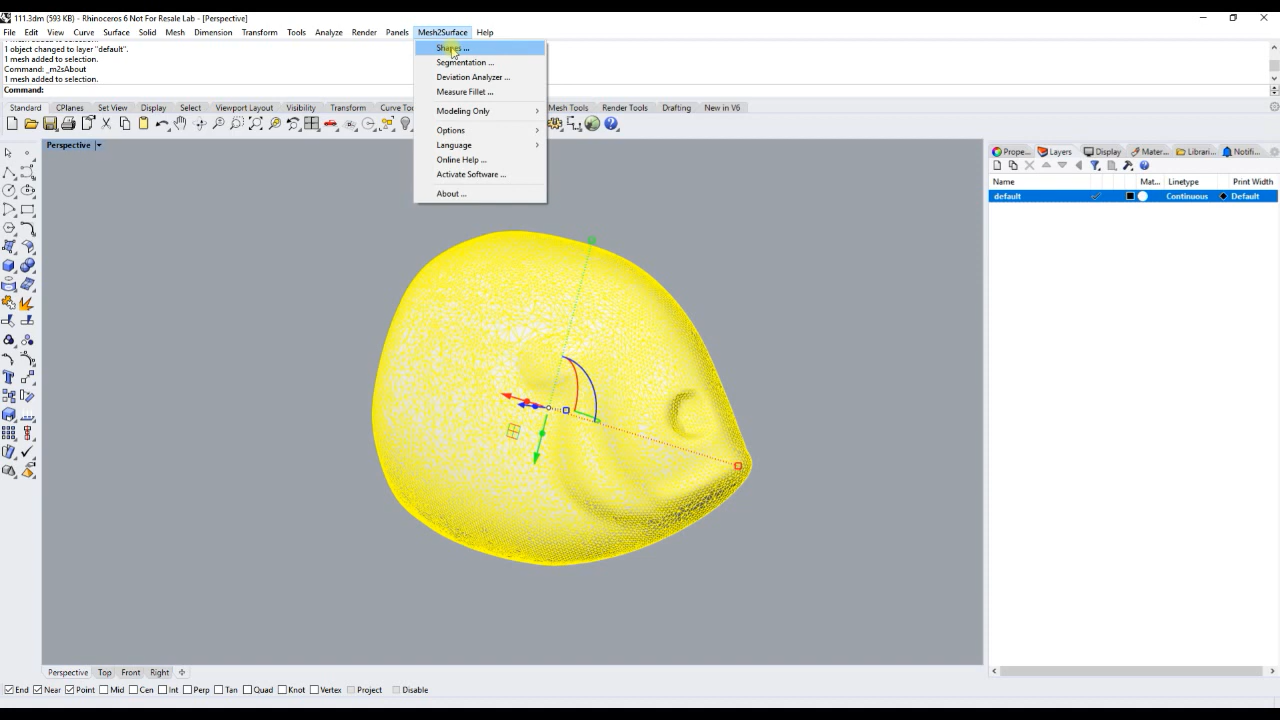 111.3dm (593 KB) - Rhinoceros 6 Not For Resale Lab - [Perspective]
File Edit View Curve Surface Solid Mesh Dimension Transform Tools Analyze Render Panels Mesh2Surface Help
1 object changed to layer "default".
1 mesh added to selection.
Command: _m2sAbout
1 mesh added to selection.
Command:
Standard CPlanes Set View Display Select Viewport Layout Visibility Transform Curve Too Mesh Tools Render Tools Drafting New in V6
Shapes ...
Segmentation ...
Deviation Analyzer ...
Measure Fillet ...
Modeling Only
Options
Language
Online Help ...
Activate Software ...
About ...
Perspective
Prope... Layers Display Mater... Librari... Notifi...
Name Mat... Linetype Print Width
default Continuous Default
Perspective Top Front Right
End Near Point Mid Cen Int Perp Tan Quad Knot Vertex Project Disable